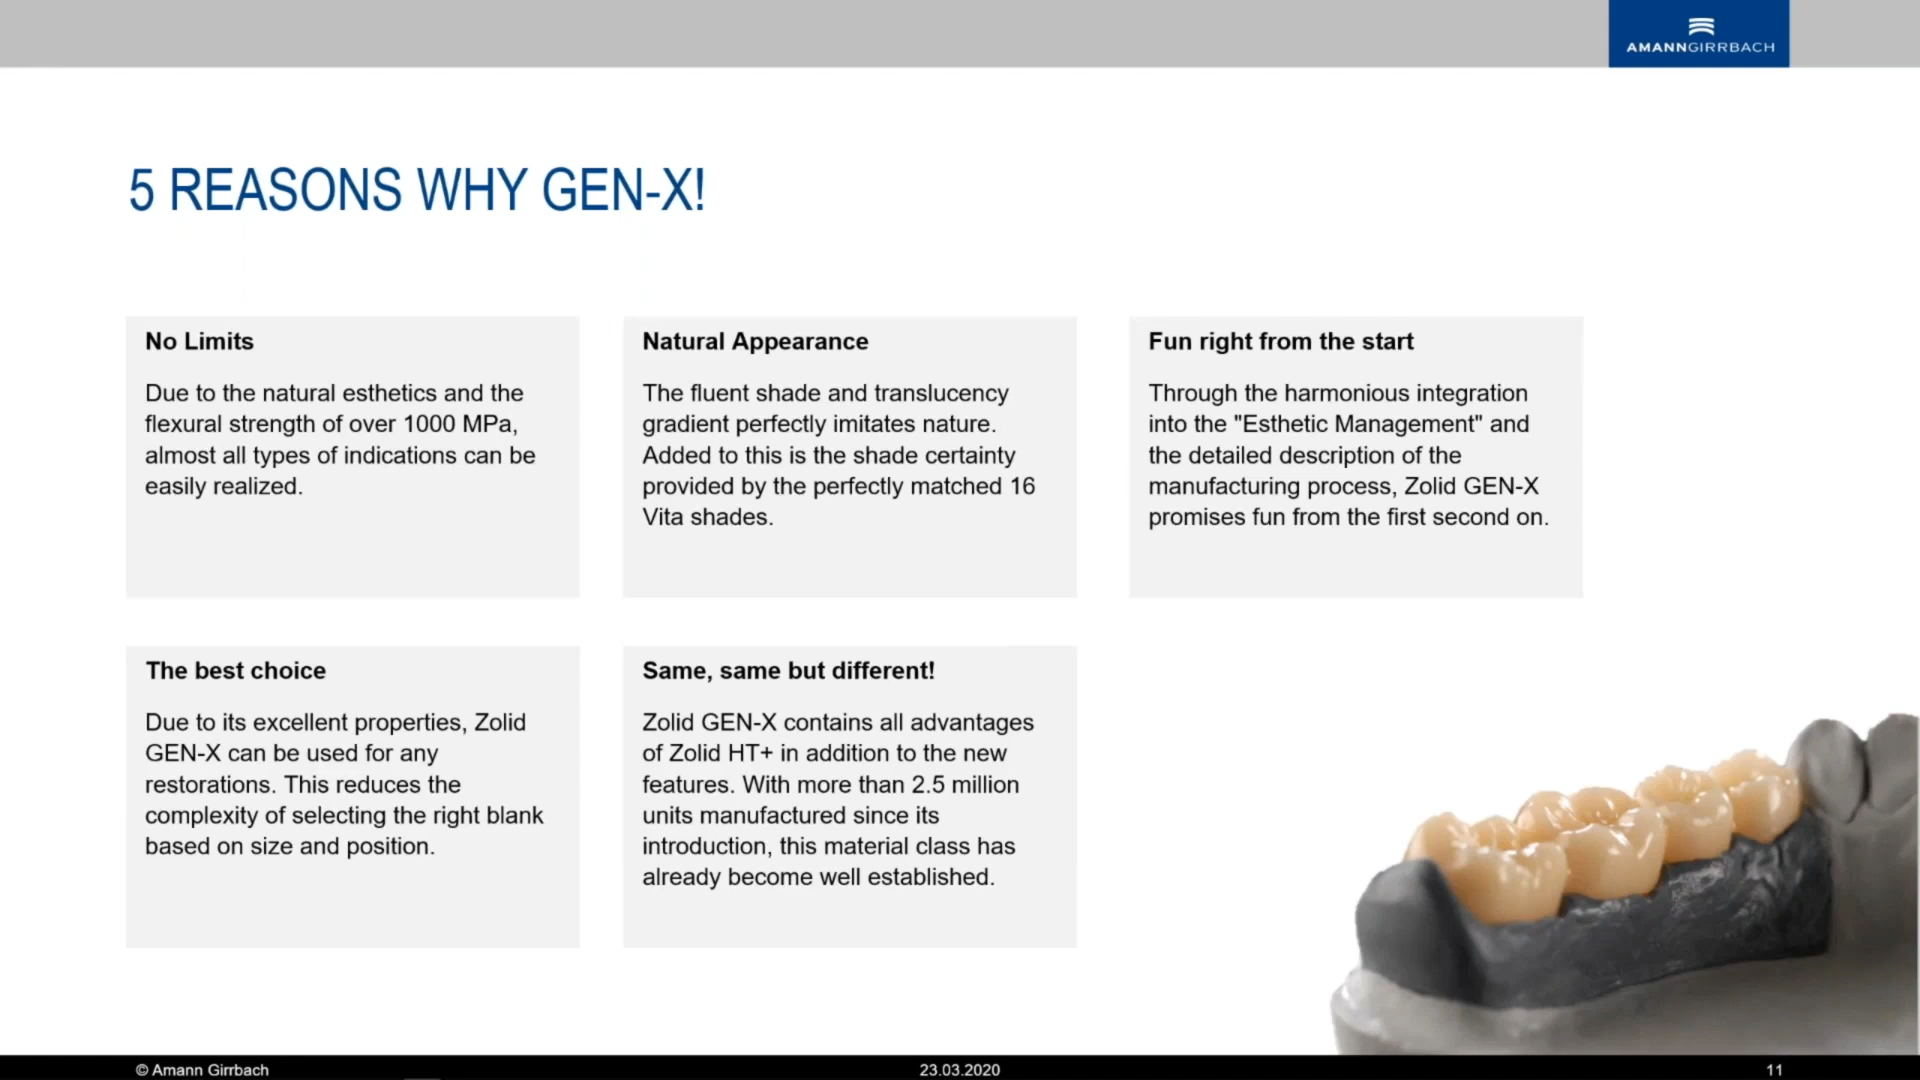 AMANNGIRRBACH
5 REASONS WHY GEN-X!
No Limits
Due to the natural esthetics and the
flexural strength of over 1000 MPa,
almost all types of indications can be
easily realized.
Natural Appearance
The fluent shade and translucency
gradient perfectly imitates nature.
Added to this is the shade certainty
provided by the perfectly matched 16
Vita shades.
Fun right from the start
Through the harmonious integration
into the "Esthetic Management" and
the detailed description of the
manufacturing process, Zolid GEN-X
promises fun from the first second on.
The best choice
Due to its excellent properties, Zolid
GEN-X can be used for any
restorations. This reduces the
complexity of selecting the right blank
based on size and position.
Same, same but different!
Zolid GEN-X contains all advantages
of Zolid HT+ in addition to the new
features. With more than 2.5 million
units manufactured since its
introduction, this material class has
already become well established.
© Amann Girrbach
23.03.2020
11